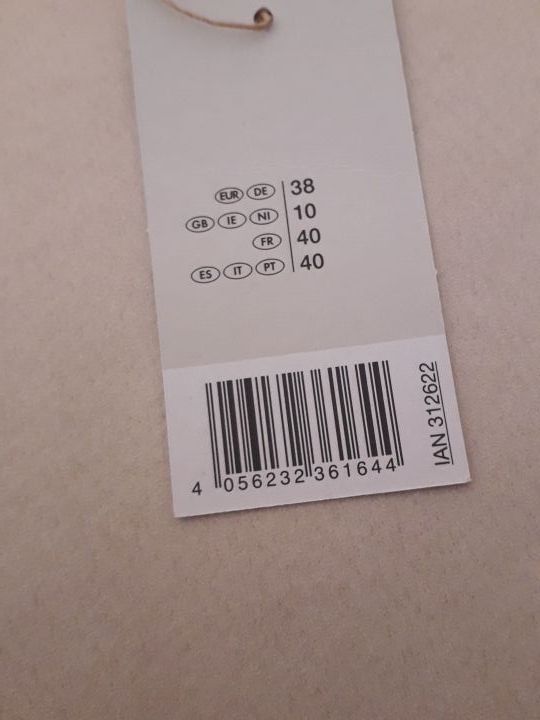 EUR DE 38
GB IE NI 10
FR 40
ES IT PT 40
4 056232 361644
IAN 312622